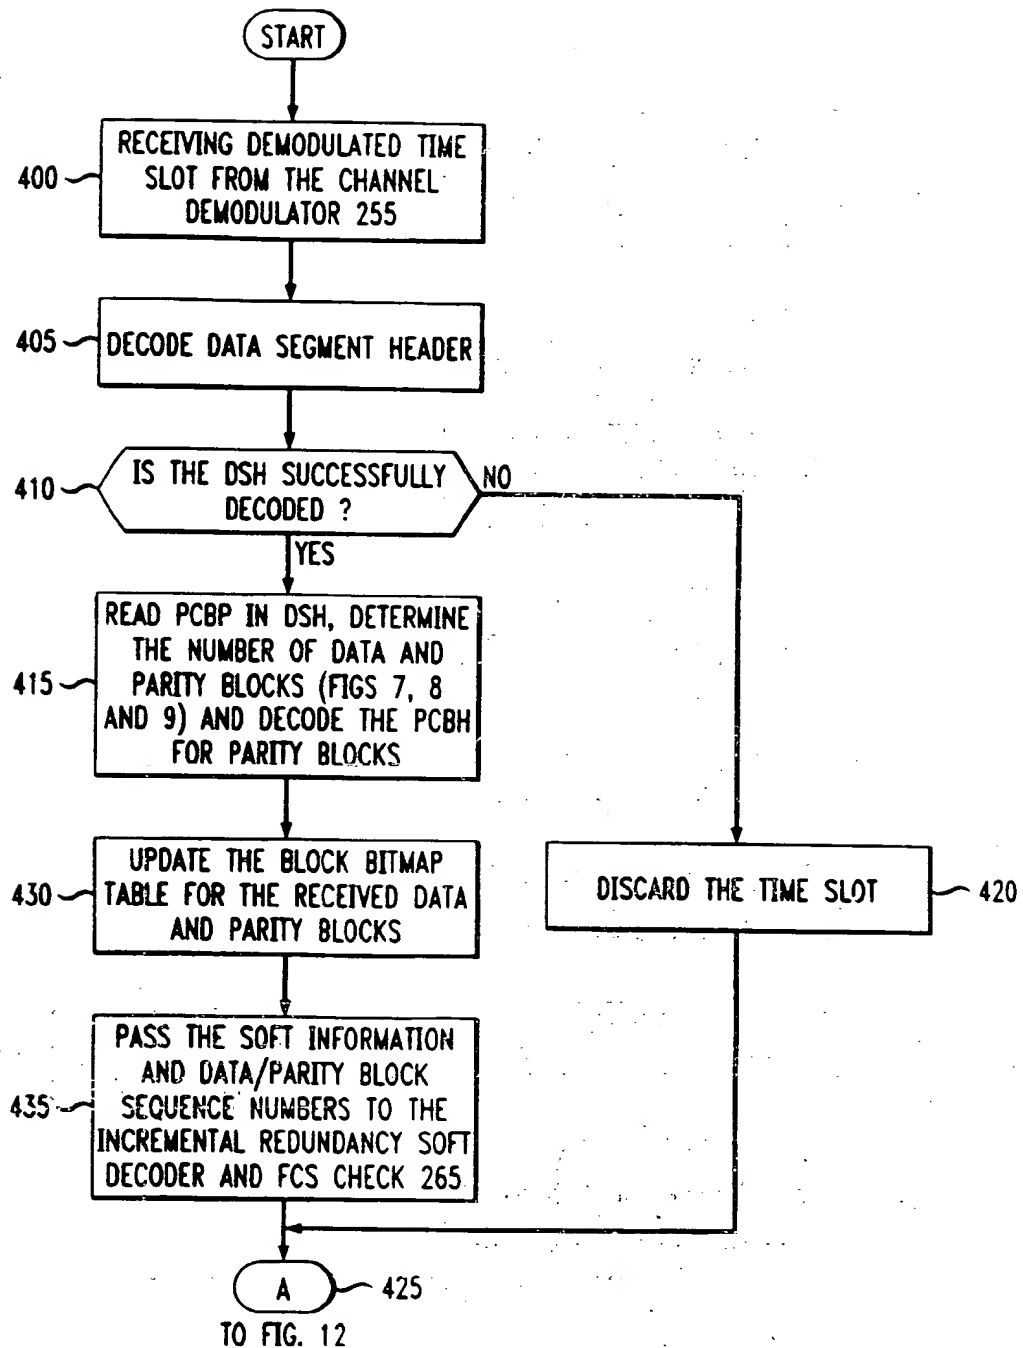 START
RECEIVING DEMODULATED TIME
SLOT FROM THE CHANNEL
DEMODULATOR 255
400
DECODE DATA SEGMENT HEADER
405
IS THE DSH SUCCESSFULLY
DECODED ?
410
NO
YES
READ PCBP IN DSH, DETERMINE
THE NUMBER OF DATA AND
PARITY BLOCKS (FIGS 7, 8
AND 9) AND DECODE THE PCBH
FOR PARITY BLOCKS
415
UPDATE THE BLOCK BITMAP
TABLE FOR THE RECEIVED DATA
AND PARITY BLOCKS
430
DISCARD THE TIME SLOT
420
PASS THE SOFT INFORMATION
AND DATA/PARITY BLOCK
SEQUENCE NUMBERS TO THE
INCREMENTAL REDUNDANCY SOFT
DECODER AND FCS CHECK 265
435
A
425
TO FIG. 12